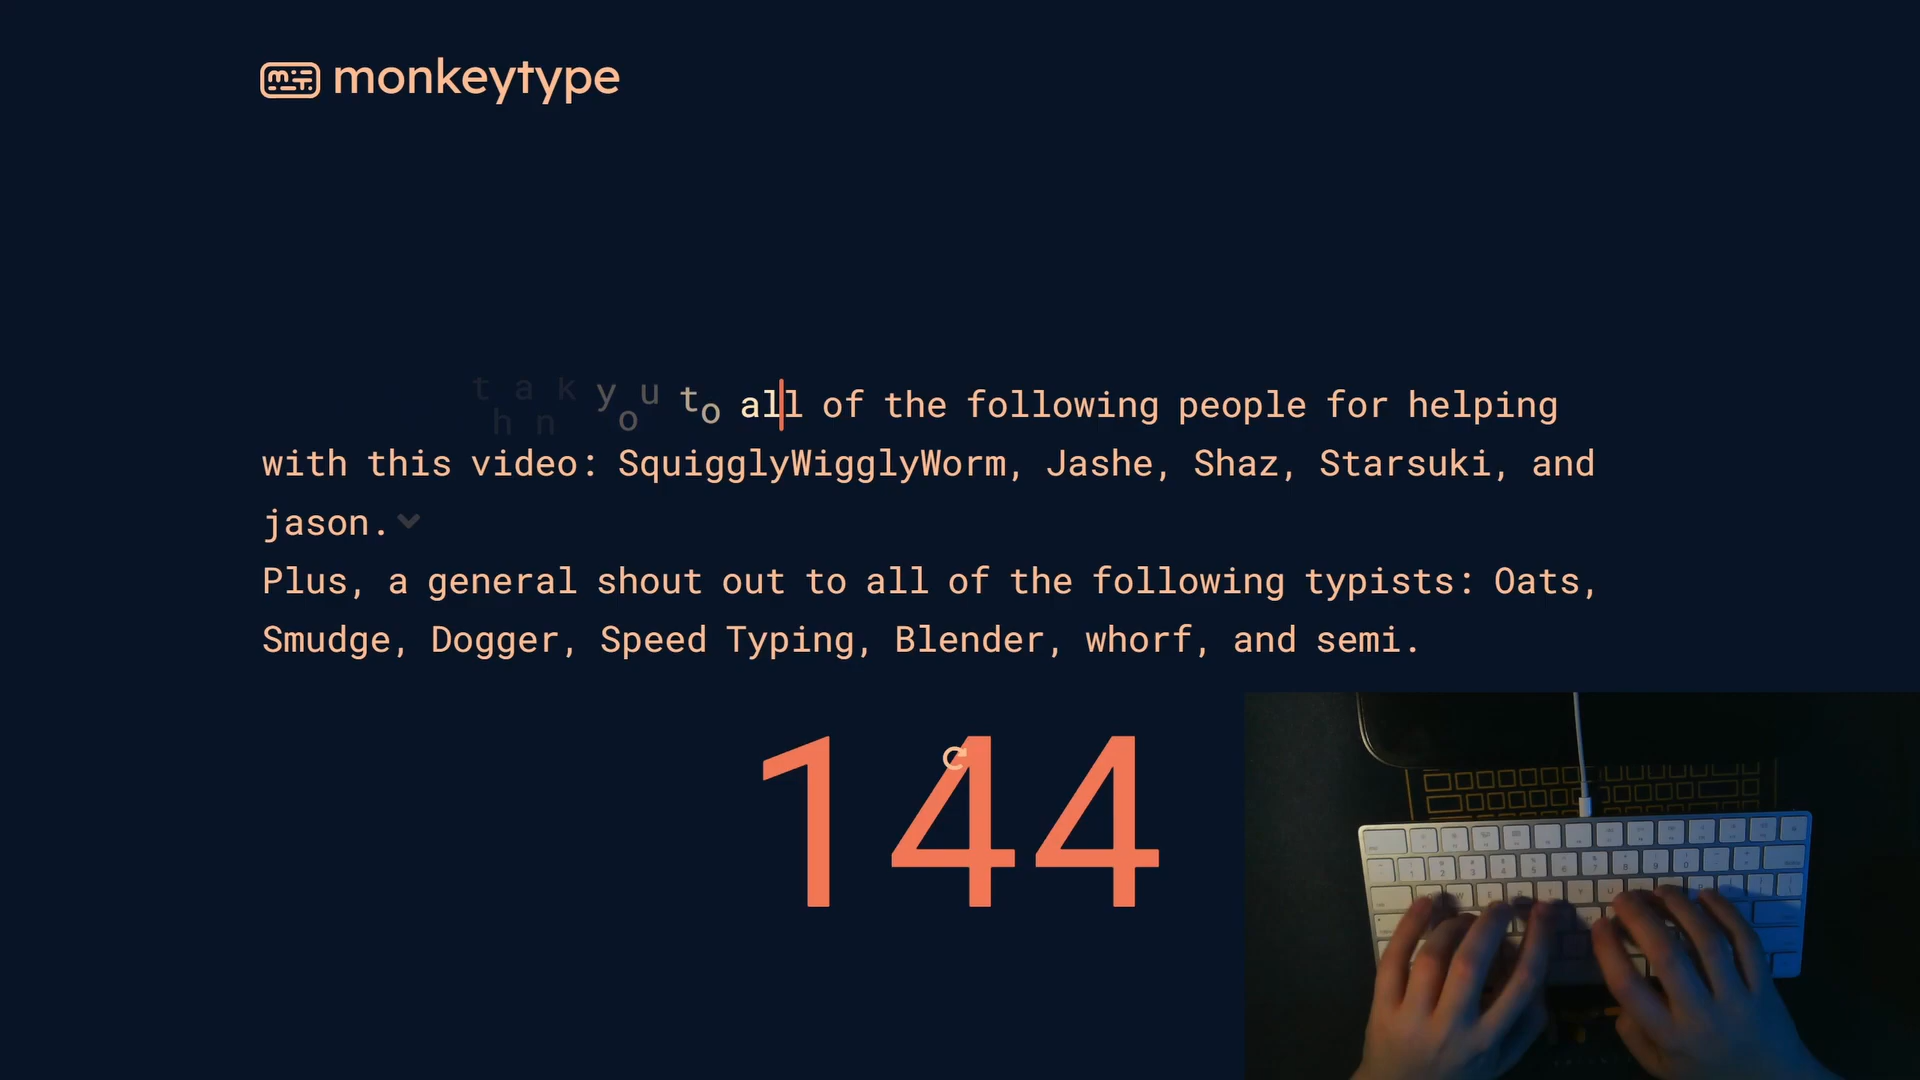 monkeytype
thank you to all of the following people for helping
with this video: SquigglyWigglyWorm, Jashe, Shaz, Starsuki, and
jason.
Plus, a general shout out to all of the following typists: Oats,
Smudge, Dogger, Speed Typing, Blender, whorf, and semi.
144